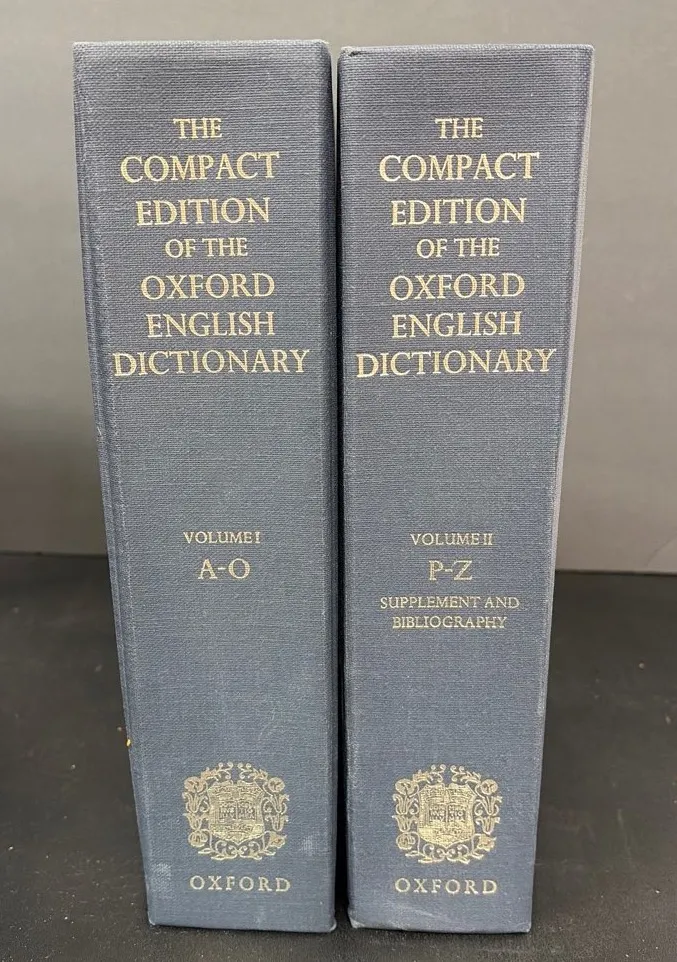 THE
COMPACT
EDITION
OF THE
OXFORD
ENGLISH
DICTIONARY
VOLUME I
A-O
OXFORD
THE
COMPACT
EDITION
OF THE
OXFORD
ENGLISH
DICTIONARY
VOLUME II
P-Z
SUPPLEMENT AND
BIBLIOGRAPHY
OXFORD